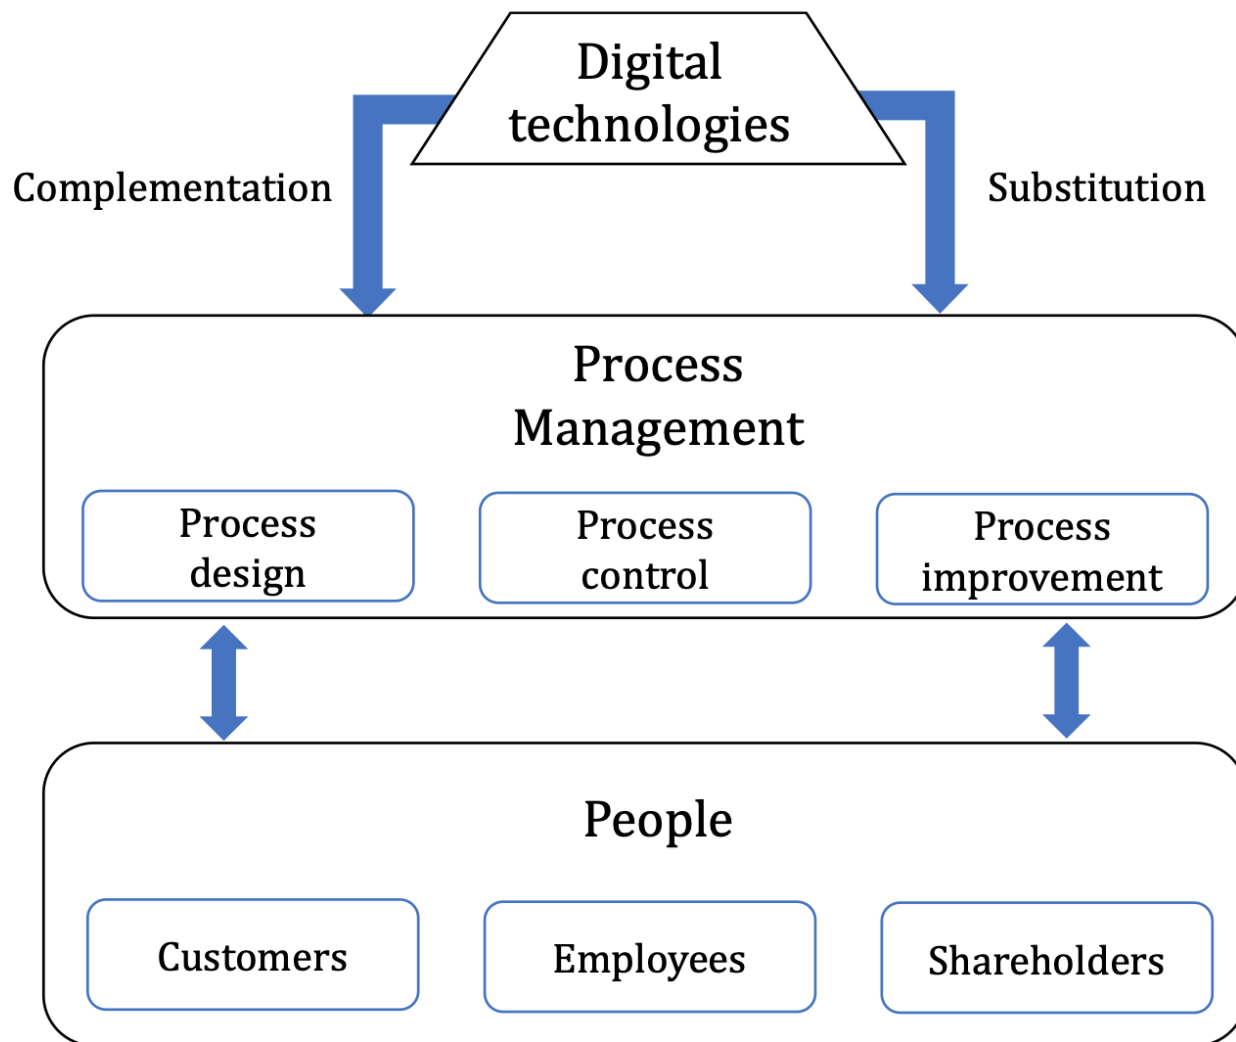 Digital
technologies
Complementation
Substitution
Process
Management
Process
design
Process
control
Process
improvement
People
Customers
Employees
Shareholders